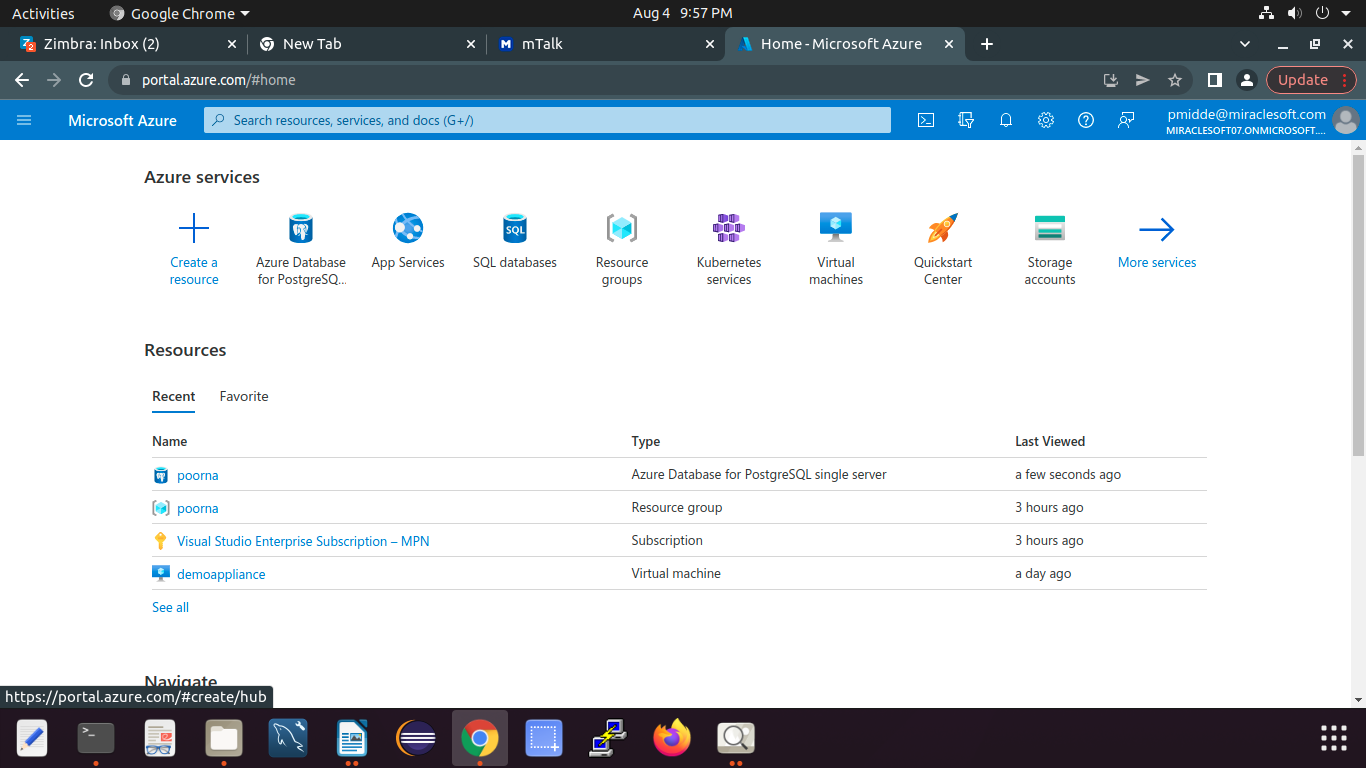 Activities Google Chrome Aug 4 9:57 PM
Zimbra: Inbox (2) New Tab M mTalk Home - Microsoft Azure
portal.azure.com/#home Update
Microsoft Azure Search resources, services, and docs (G+/) pmidde@miraclesoft.com
MIRACLESOFT07.ONMICROSOFT....
Azure services
SQL
Create a resource
Azure Database for PostgreSQ...
App Services
SQL databases
Resource groups
Kubernetes services
Virtual machines
Quickstart Center
Storage accounts
More services
Resources
Recent Favorite
Name Type Last Viewed
poorna Azure Database for PostgreSQL single server a few seconds ago
poorna Resource group 3 hours ago
Visual Studio Enterprise Subscription – MPN Subscription 3 hours ago
demoappliance Virtual machine a day ago
See all
Navigate
https://portal.azure.com/#create/hub